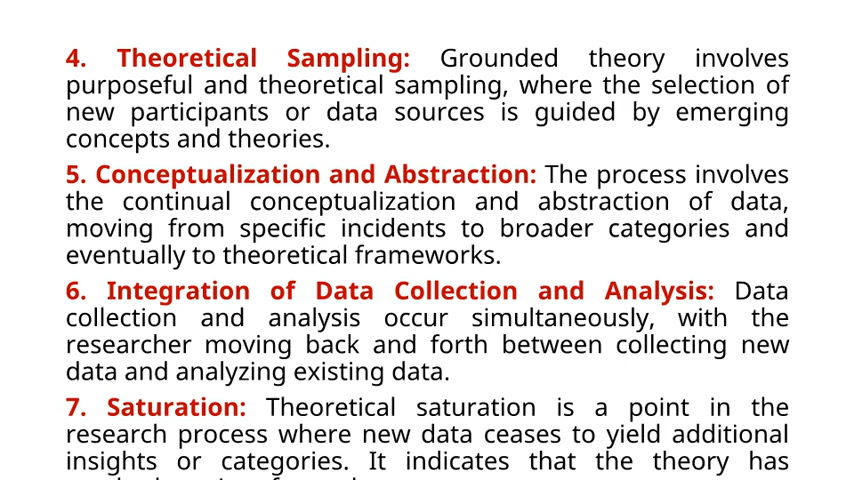 4. Theoretical Sampling: Grounded theory involves
purposeful and theoretical sampling, where the selection of
new participants or data sources is guided by emerging
concepts and theories.
5. Conceptualization and Abstraction: The process involves
the continual conceptualization and abstraction of data,
moving from specific incidents to broader categories and
eventually to theoretical frameworks.
6. Integration of Data Collection and Analysis: Data
collection and analysis occur simultaneously, with the
researcher moving back and forth between collecting new
data and analyzing existing data.
7. Saturation: Theoretical saturation is a point in the
research process where new data ceases to yield additional
insights or categories. It indicates that the theory has